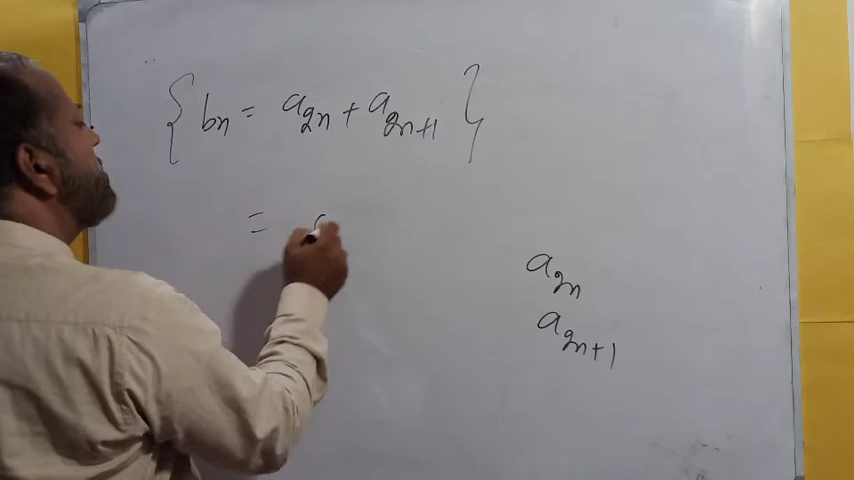 { bn = a2n + a2n+1 }
=
a2n
a2n+1